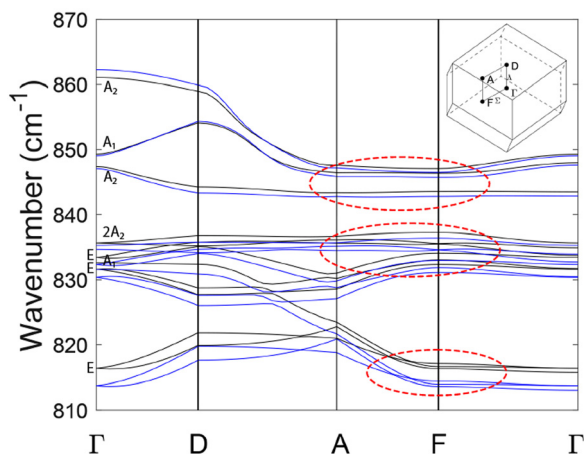 Wavenumber (cm⁻¹)
870
860
850
840
830
820
810
A₂
A₁
A₂
2A₂
E
A₁
E
E
Γ
D
A
F
Γ
D
A
Λ
Γ
F
Σ